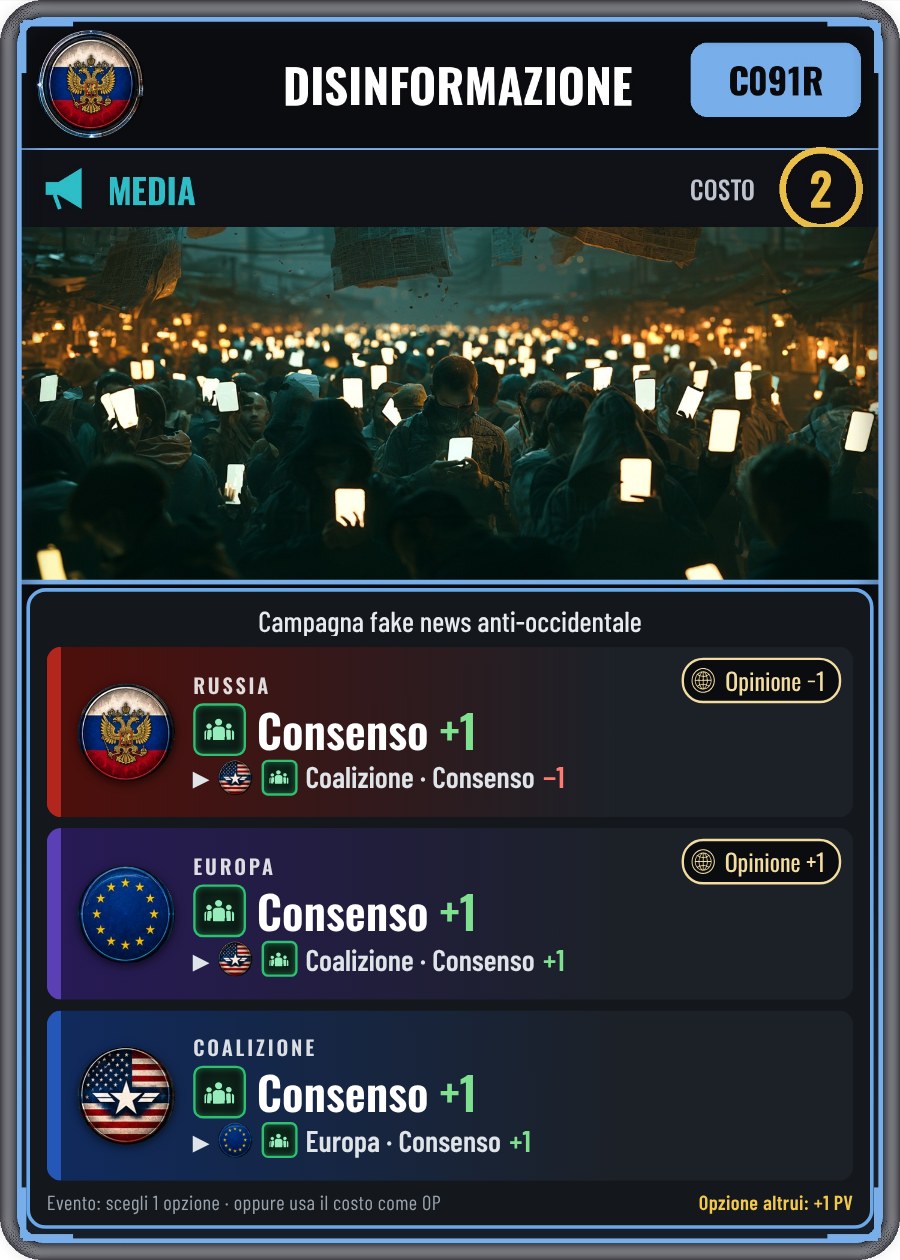 DISINFORMAZIONE
C091R
MEDIA
COSTO
2
Campagna fake news anti-occidentale
RUSSIA
Opinione −1
Consenso +1
▶ Coalizione · Consenso −1
EUROPA
Opinione +1
Consenso +1
▶ Coalizione · Consenso +1
COALIZIONE
Consenso +1
▶ Europa · Consenso +1
Evento: scegli 1 opzione · oppure usa il costo come OP
Opzione altrui: +1 PV